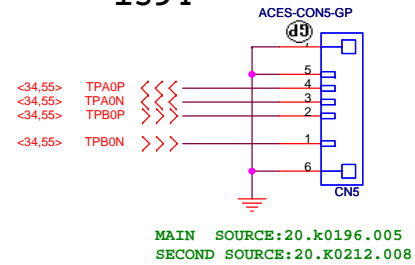 1394
ACES-CON5-GP
GP
7
5
<34,55> TPA0P 4
<34,55> TPA0N 3
<34,55> TPB0P 2
<34,55> TPB0N 1
6
CN5
MAIN SOURCE:20.k0196.005
SECOND SOURCE:20.K0212.008